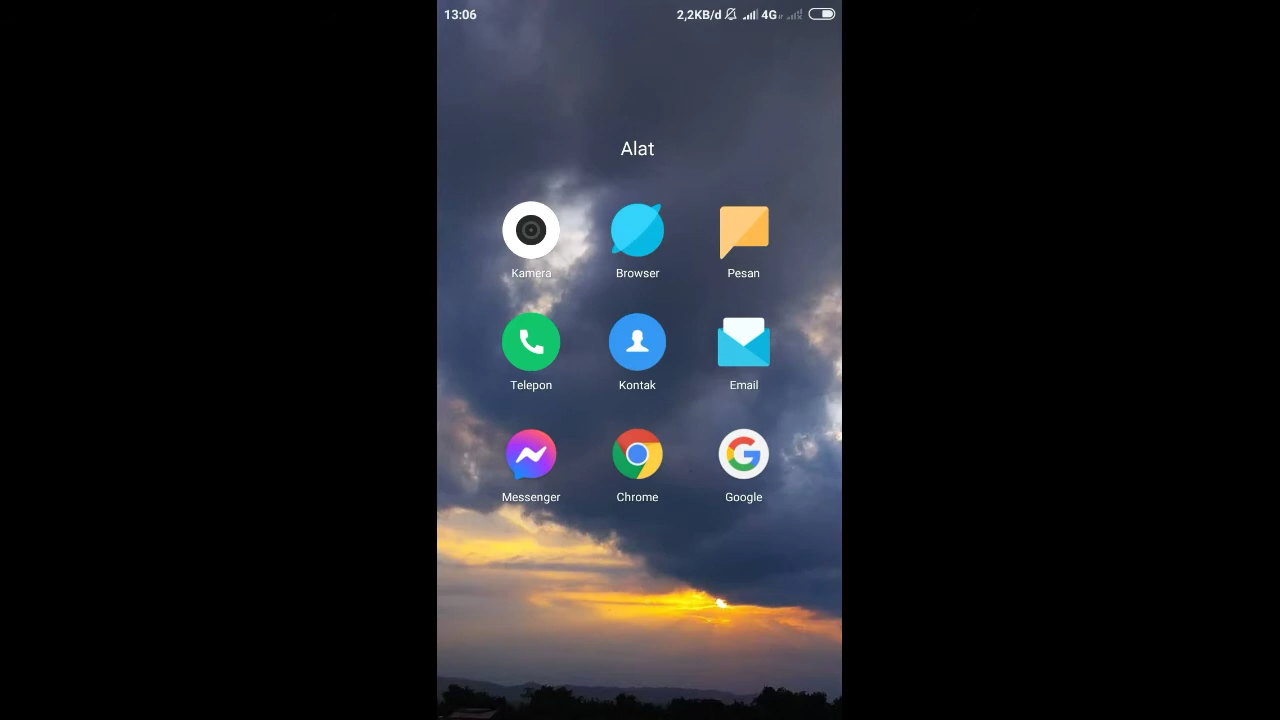 13:06 2,2KB/d 4G
Alat
Kamera Browser Pesan
Telepon Kontak Email
Messenger Chrome Google